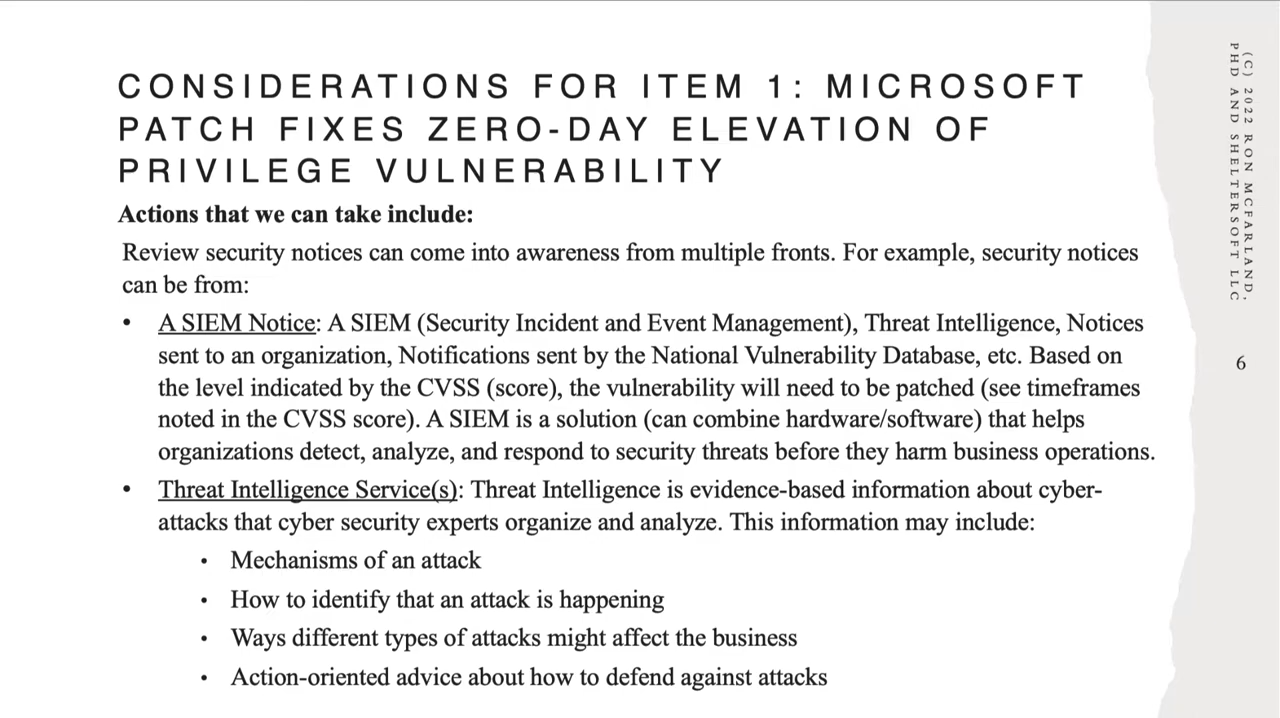 CONSIDERATIONS FOR ITEM 1: MICROSOFT
PATCH FIXES ZERO-DAY ELEVATION OF
PRIVILEGE VULNERABILITY
Actions that we can take include:
Review security notices can come into awareness from multiple fronts. For example, security notices
can be from:
• A SIEM Notice: A SIEM (Security Incident and Event Management), Threat Intelligence, Notices
sent to an organization, Notifications sent by the National Vulnerability Database, etc. Based on
the level indicated by the CVSS (score), the vulnerability will need to be patched (see timeframes
noted in the CVSS score). A SIEM is a solution (can combine hardware/software) that helps
organizations detect, analyze, and respond to security threats before they harm business operations.
• Threat Intelligence Service(s): Threat Intelligence is evidence-based information about cyber-
attacks that cyber security experts organize and analyze. This information may include:
• Mechanisms of an attack
• How to identify that an attack is happening
• Ways different types of attacks might affect the business
• Action-oriented advice about how to defend against attacks
(C) 2022 RON MCFARLAND,
PHD AND SHELTERSOFT LLC
6